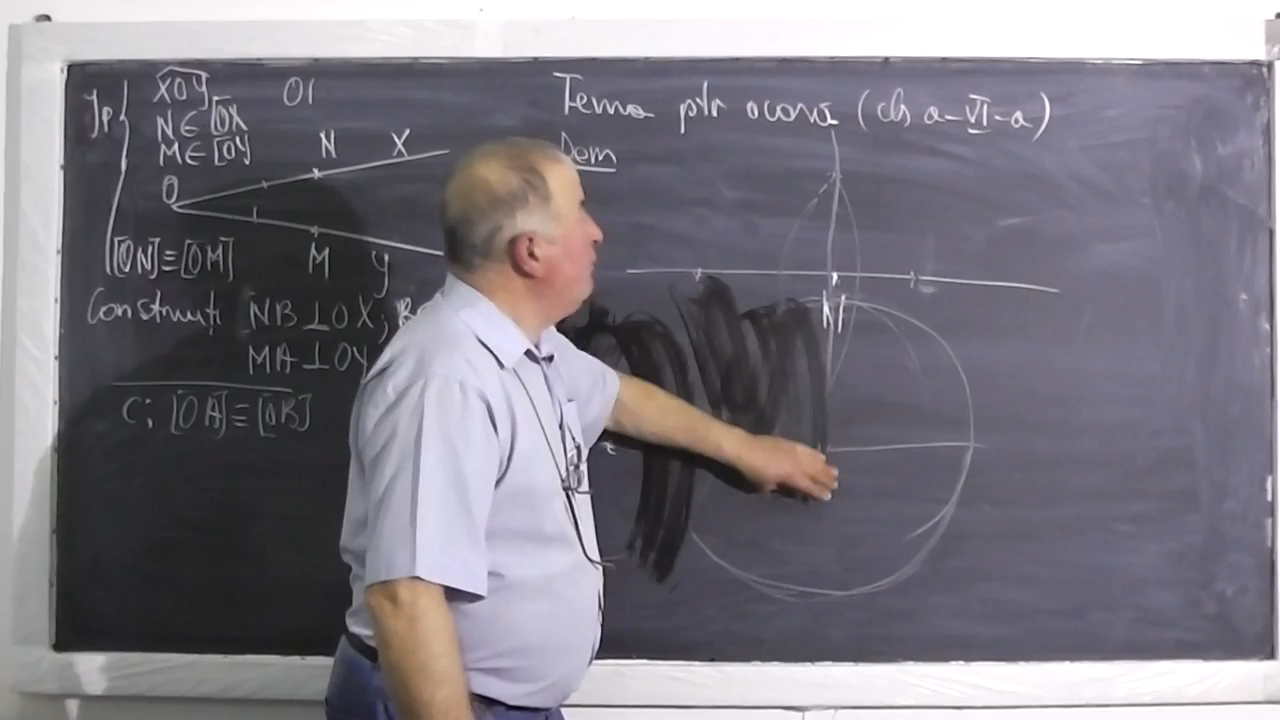 Ip { XOY
O1
N ∈ [OX
M ∈ [OY
N X
O
M Y
[ON]≡[OM]
Construit NB⊥OX; B
MA⊥OY
C; [OA]≡[OB]
Tema ptr acasă (cls a-VI-a)
Dem
N